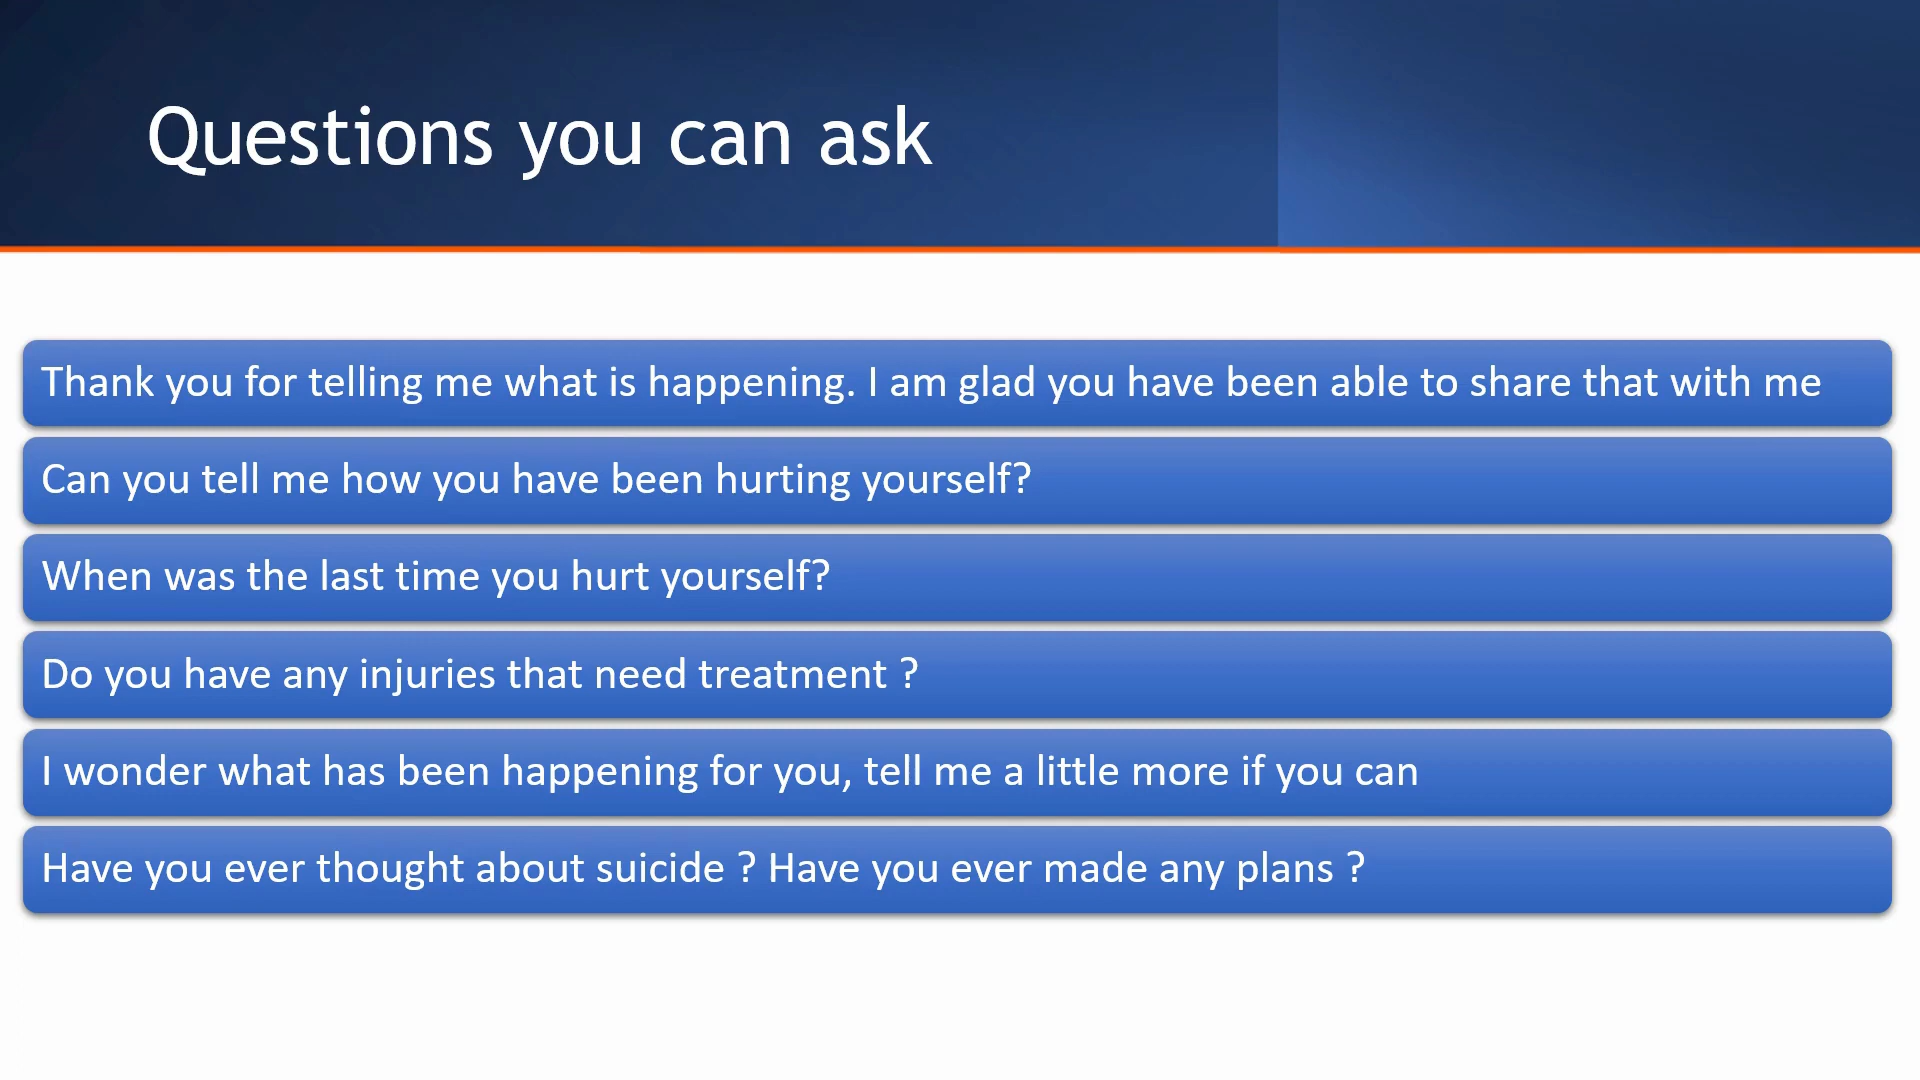 Questions you can ask
Thank you for telling me what is happening. I am glad you have been able to share that with me
Can you tell me how you have been hurting yourself?
When was the last time you hurt yourself?
Do you have any injuries that need treatment ?
I wonder what has been happening for you, tell me a little more if you can
Have you ever thought about suicide ? Have you ever made any plans ?